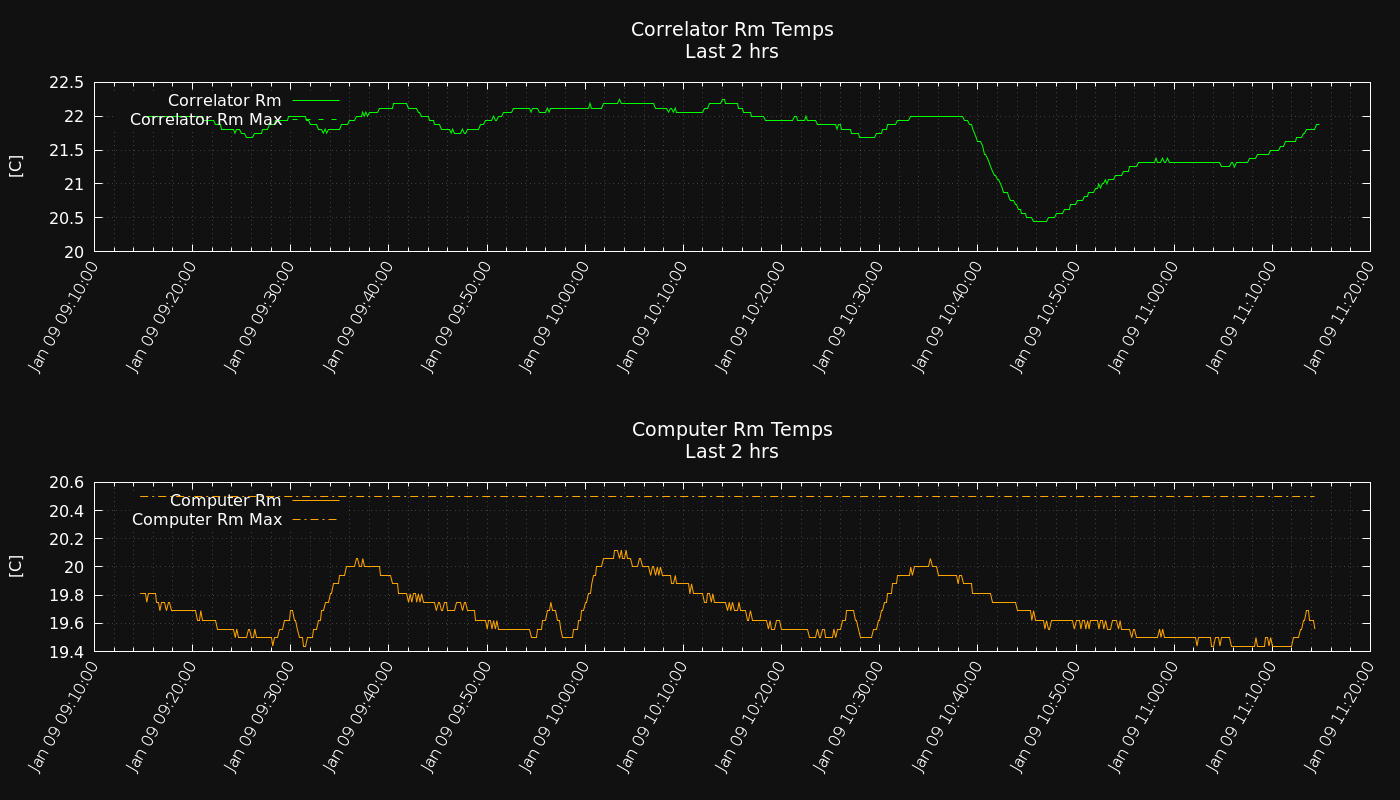 Correlator Rm Temps
Last 2 hrs
22.5
22
21.5
21
20.5
20
[C]
Correlator Rm
Correlator Rm Max
Jan 09 09:10:00
Jan 09 09:20:00
Jan 09 09:30:00
Jan 09 09:40:00
Jan 09 09:50:00
Jan 09 10:00:00
Jan 09 10:10:00
Jan 09 10:20:00
Jan 09 10:30:00
Jan 09 10:40:00
Jan 09 10:50:00
Jan 09 11:00:00
Jan 09 11:10:00
Jan 09 11:20:00
Computer Rm Temps
Last 2 hrs
20.6
20.4
20.2
20
19.8
19.6
19.4
[C]
Computer Rm
Computer Rm Max
Jan 09 09:10:00
Jan 09 09:20:00
Jan 09 09:30:00
Jan 09 09:40:00
Jan 09 09:50:00
Jan 09 10:00:00
Jan 09 10:10:00
Jan 09 10:20:00
Jan 09 10:30:00
Jan 09 10:40:00
Jan 09 10:50:00
Jan 09 11:00:00
Jan 09 11:10:00
Jan 09 11:20:00